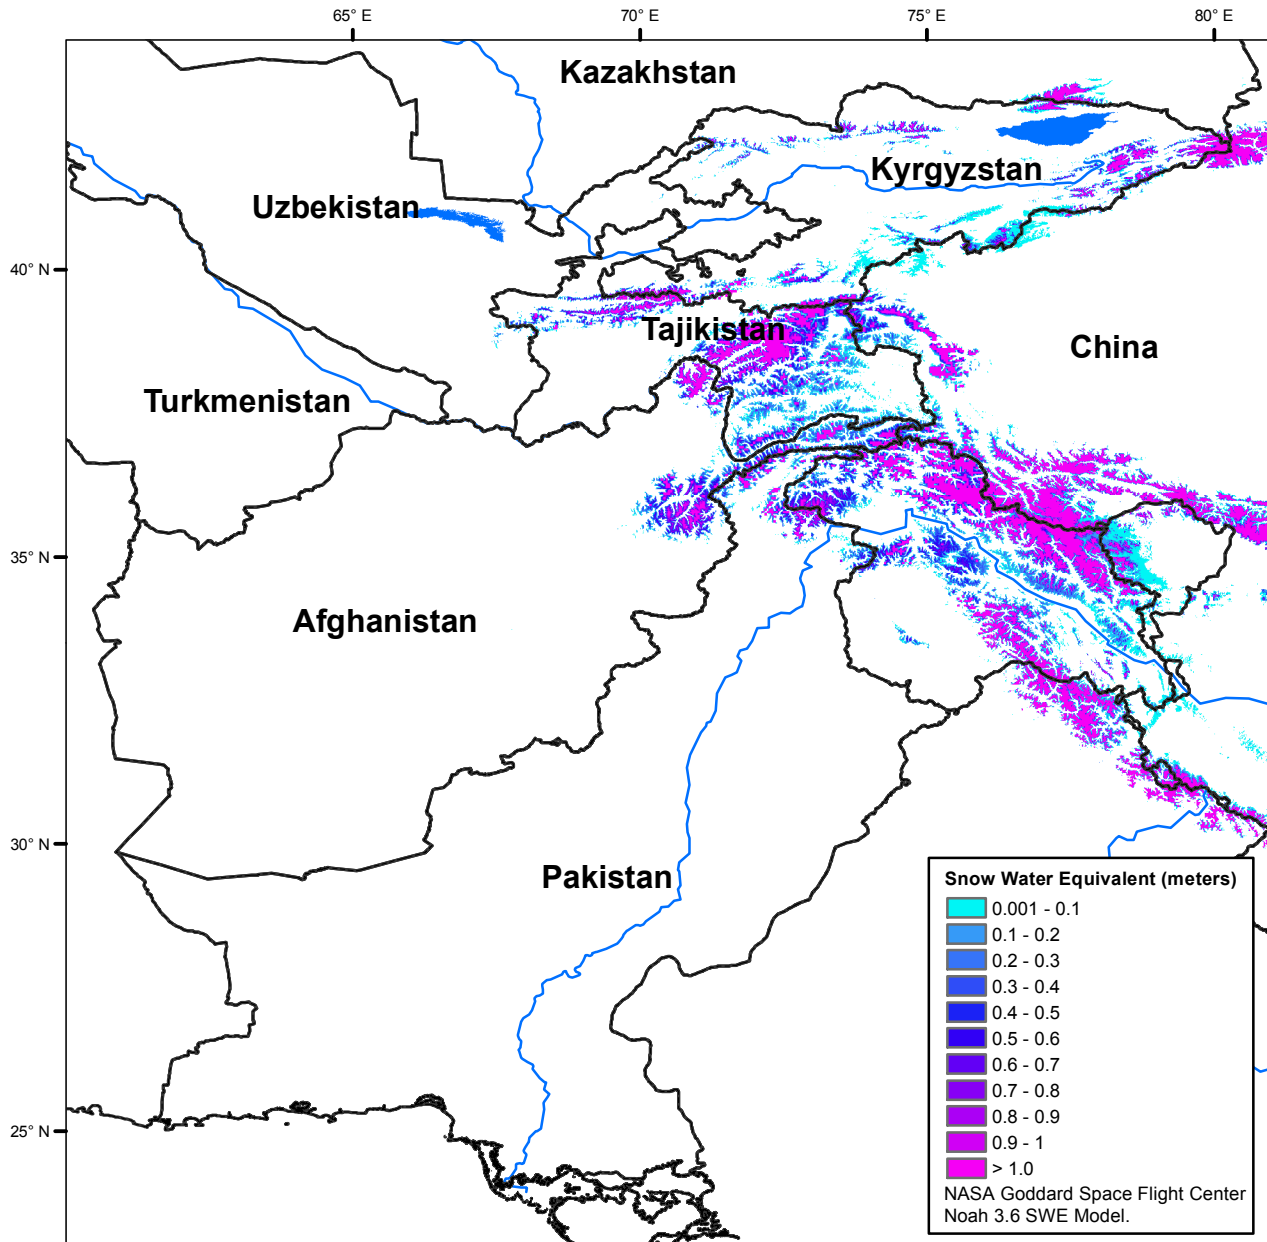 65° E
70° E
75° E
80° E
Kazakhstan
Kyrgyzstan
Uzbekistan
40° N
Tajikistan
China
Turkmenistan
35° N
Afghanistan
30° N
Pakistan
25° N
Snow Water Equivalent (meters)
0.001 - 0.1
0.1 - 0.2
0.2 - 0.3
0.3 - 0.4
0.4 - 0.5
0.5 - 0.6
0.6 - 0.7
0.7 - 0.8
0.8 - 0.9
0.9 - 1
> 1.0
NASA Goddard Space Flight Center
Noah 3.6 SWE Model.